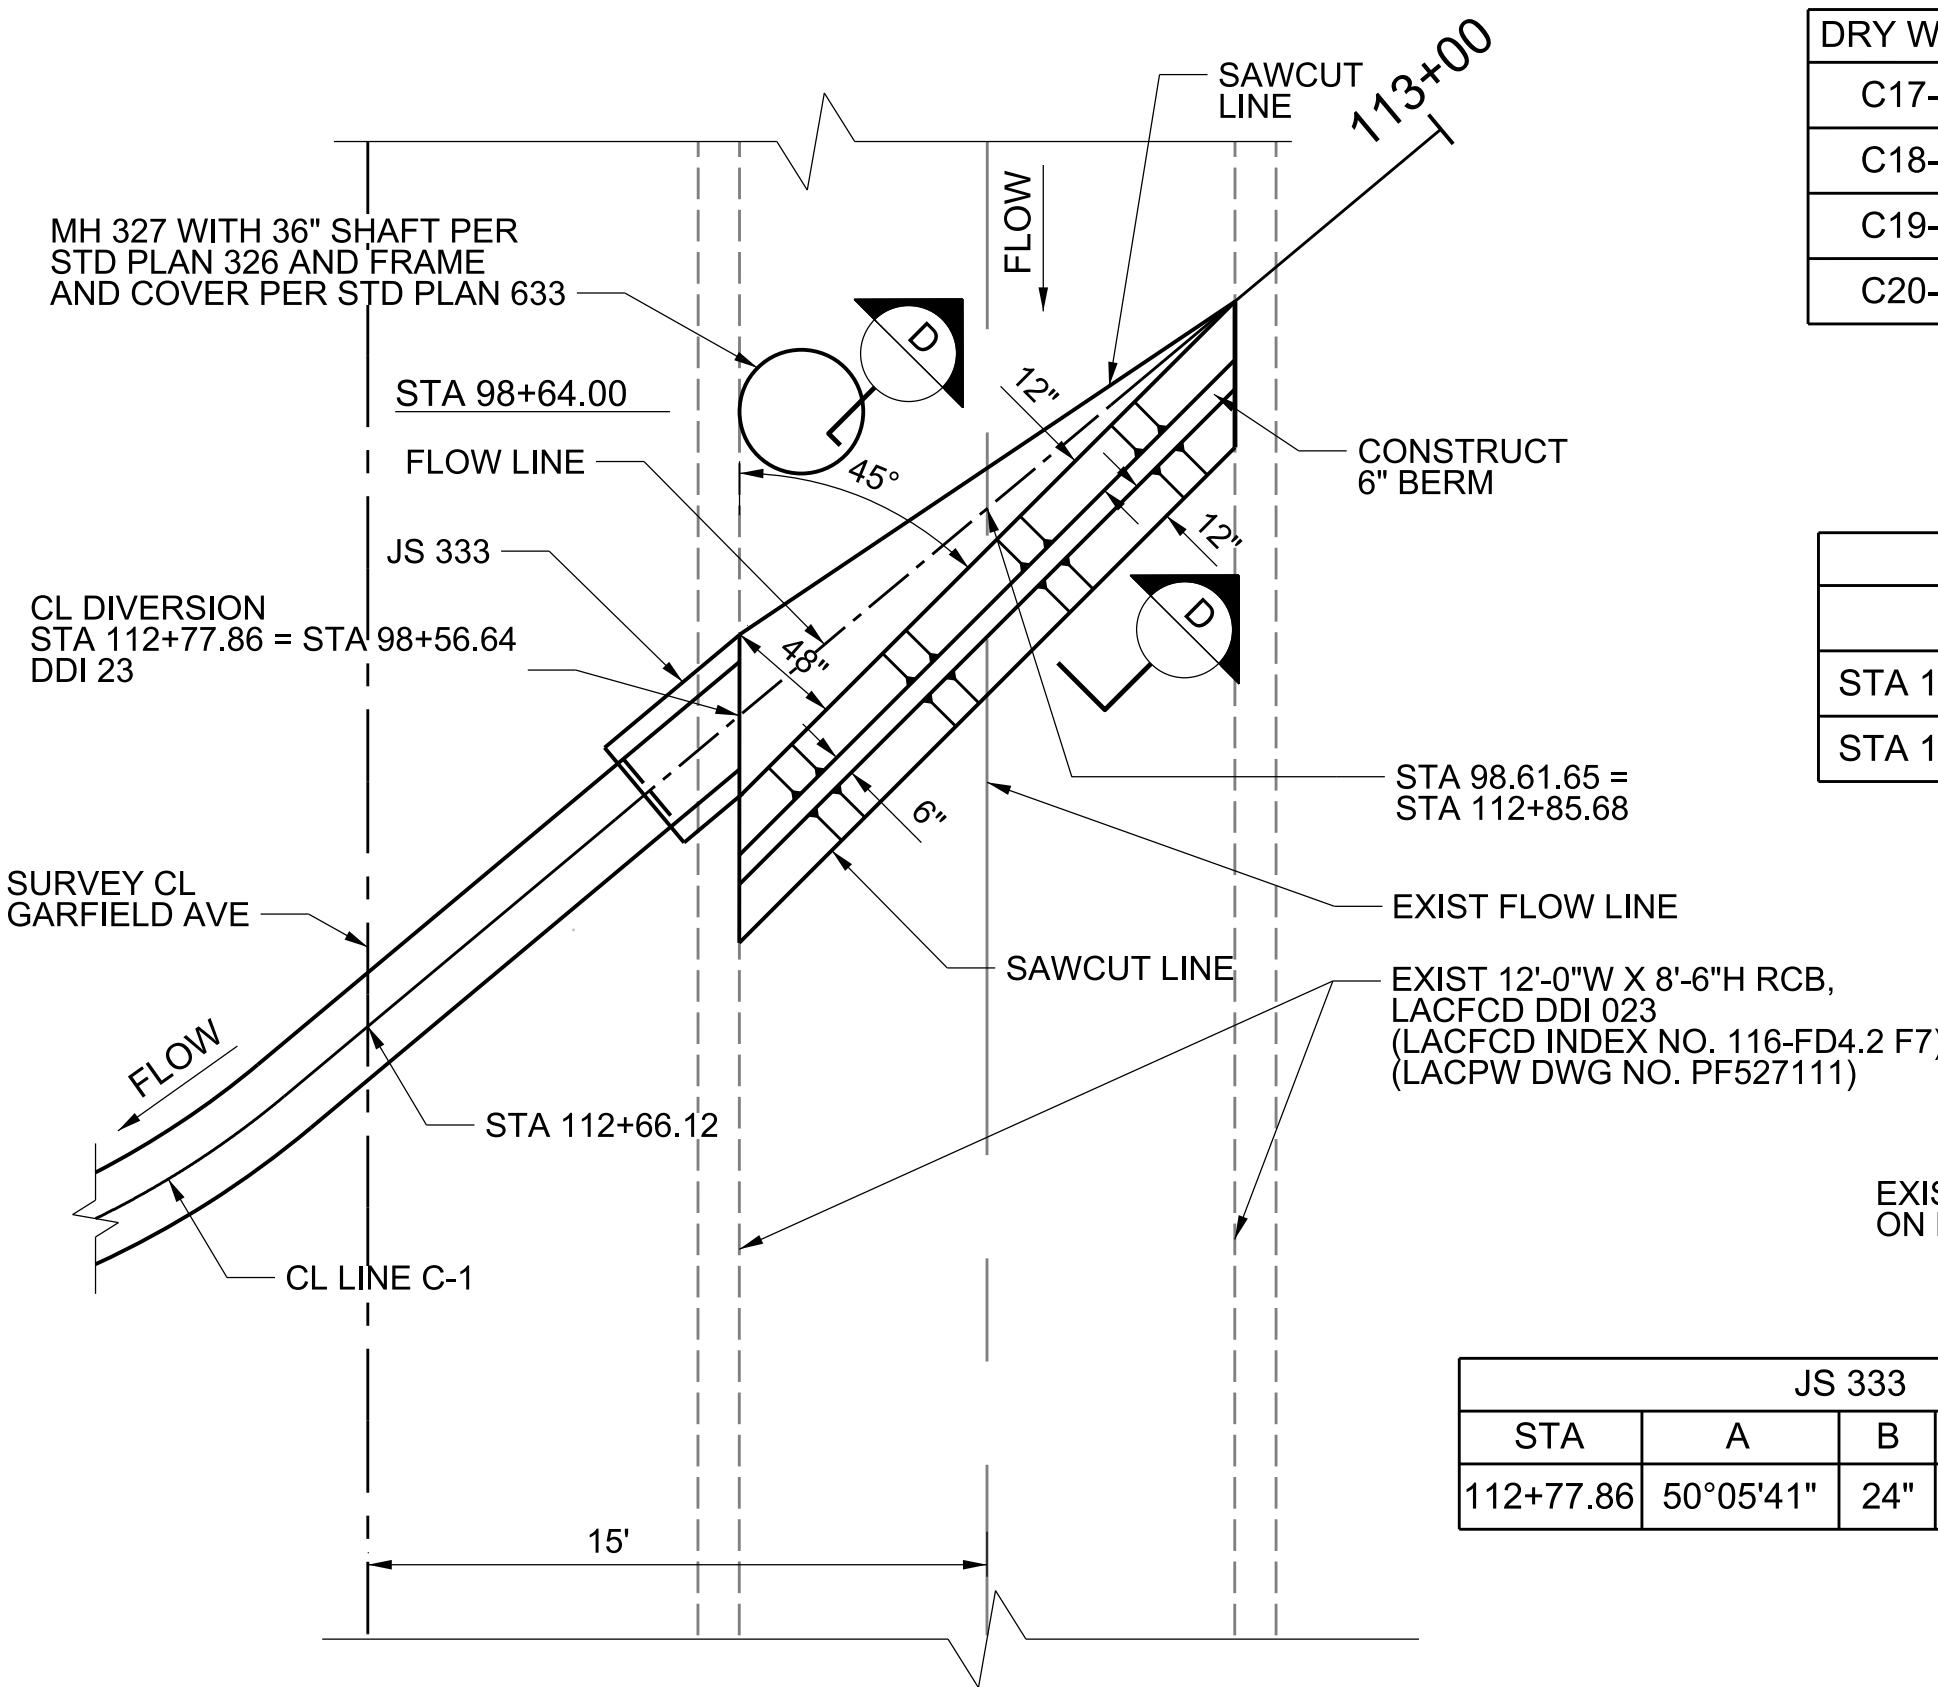 SAWCUT
LINE
113+00
FLOW
MH 327 WITH 36" SHAFT PER
STD PLAN 326 AND FRAME
AND COVER PER STD PLAN 633
D
STA 98+64.00
12"
FLOW LINE
45°
CONSTRUCT
6" BERM
12"
JS 333
D
CL DIVERSION
STA 112+77.86 = STA 98+56.64
DDI 23
48"
6"
STA 98.61.65 =
STA 112+85.68
SURVEY CL
GARFIELD AVE
EXIST FLOW LINE
SAWCUT LINE
EXIST 12'-0"W X 8'-6"H RCB,
LACFCD DDI 023
(LACFCD INDEX NO. 116-FD4.2 F7)
(LACPW DWG NO. PF527111)
FLOW
STA 112+66.12
CL LINE C-1
15'
DRY W
C17-
C18-
C19-
C20-
STA 1
STA 1
EXIS
ON
JS 333
STA A B
112+77.86 50°05'41" 24"